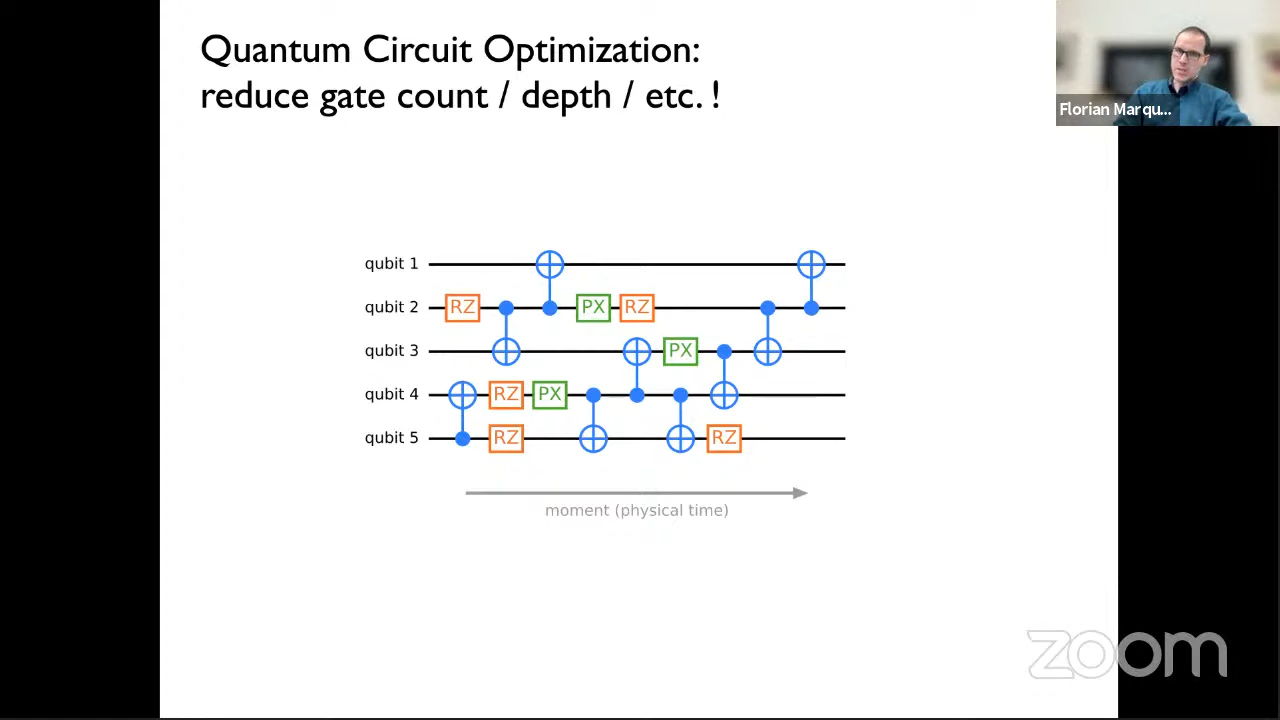 Quantum Circuit Optimization:
reduce gate count / depth / etc. !
Florian Marqu...
qubit 1
qubit 2 RZ PX RZ
qubit 3 PX
qubit 4 RZ PX
qubit 5 RZ RZ
moment (physical time)
zoom